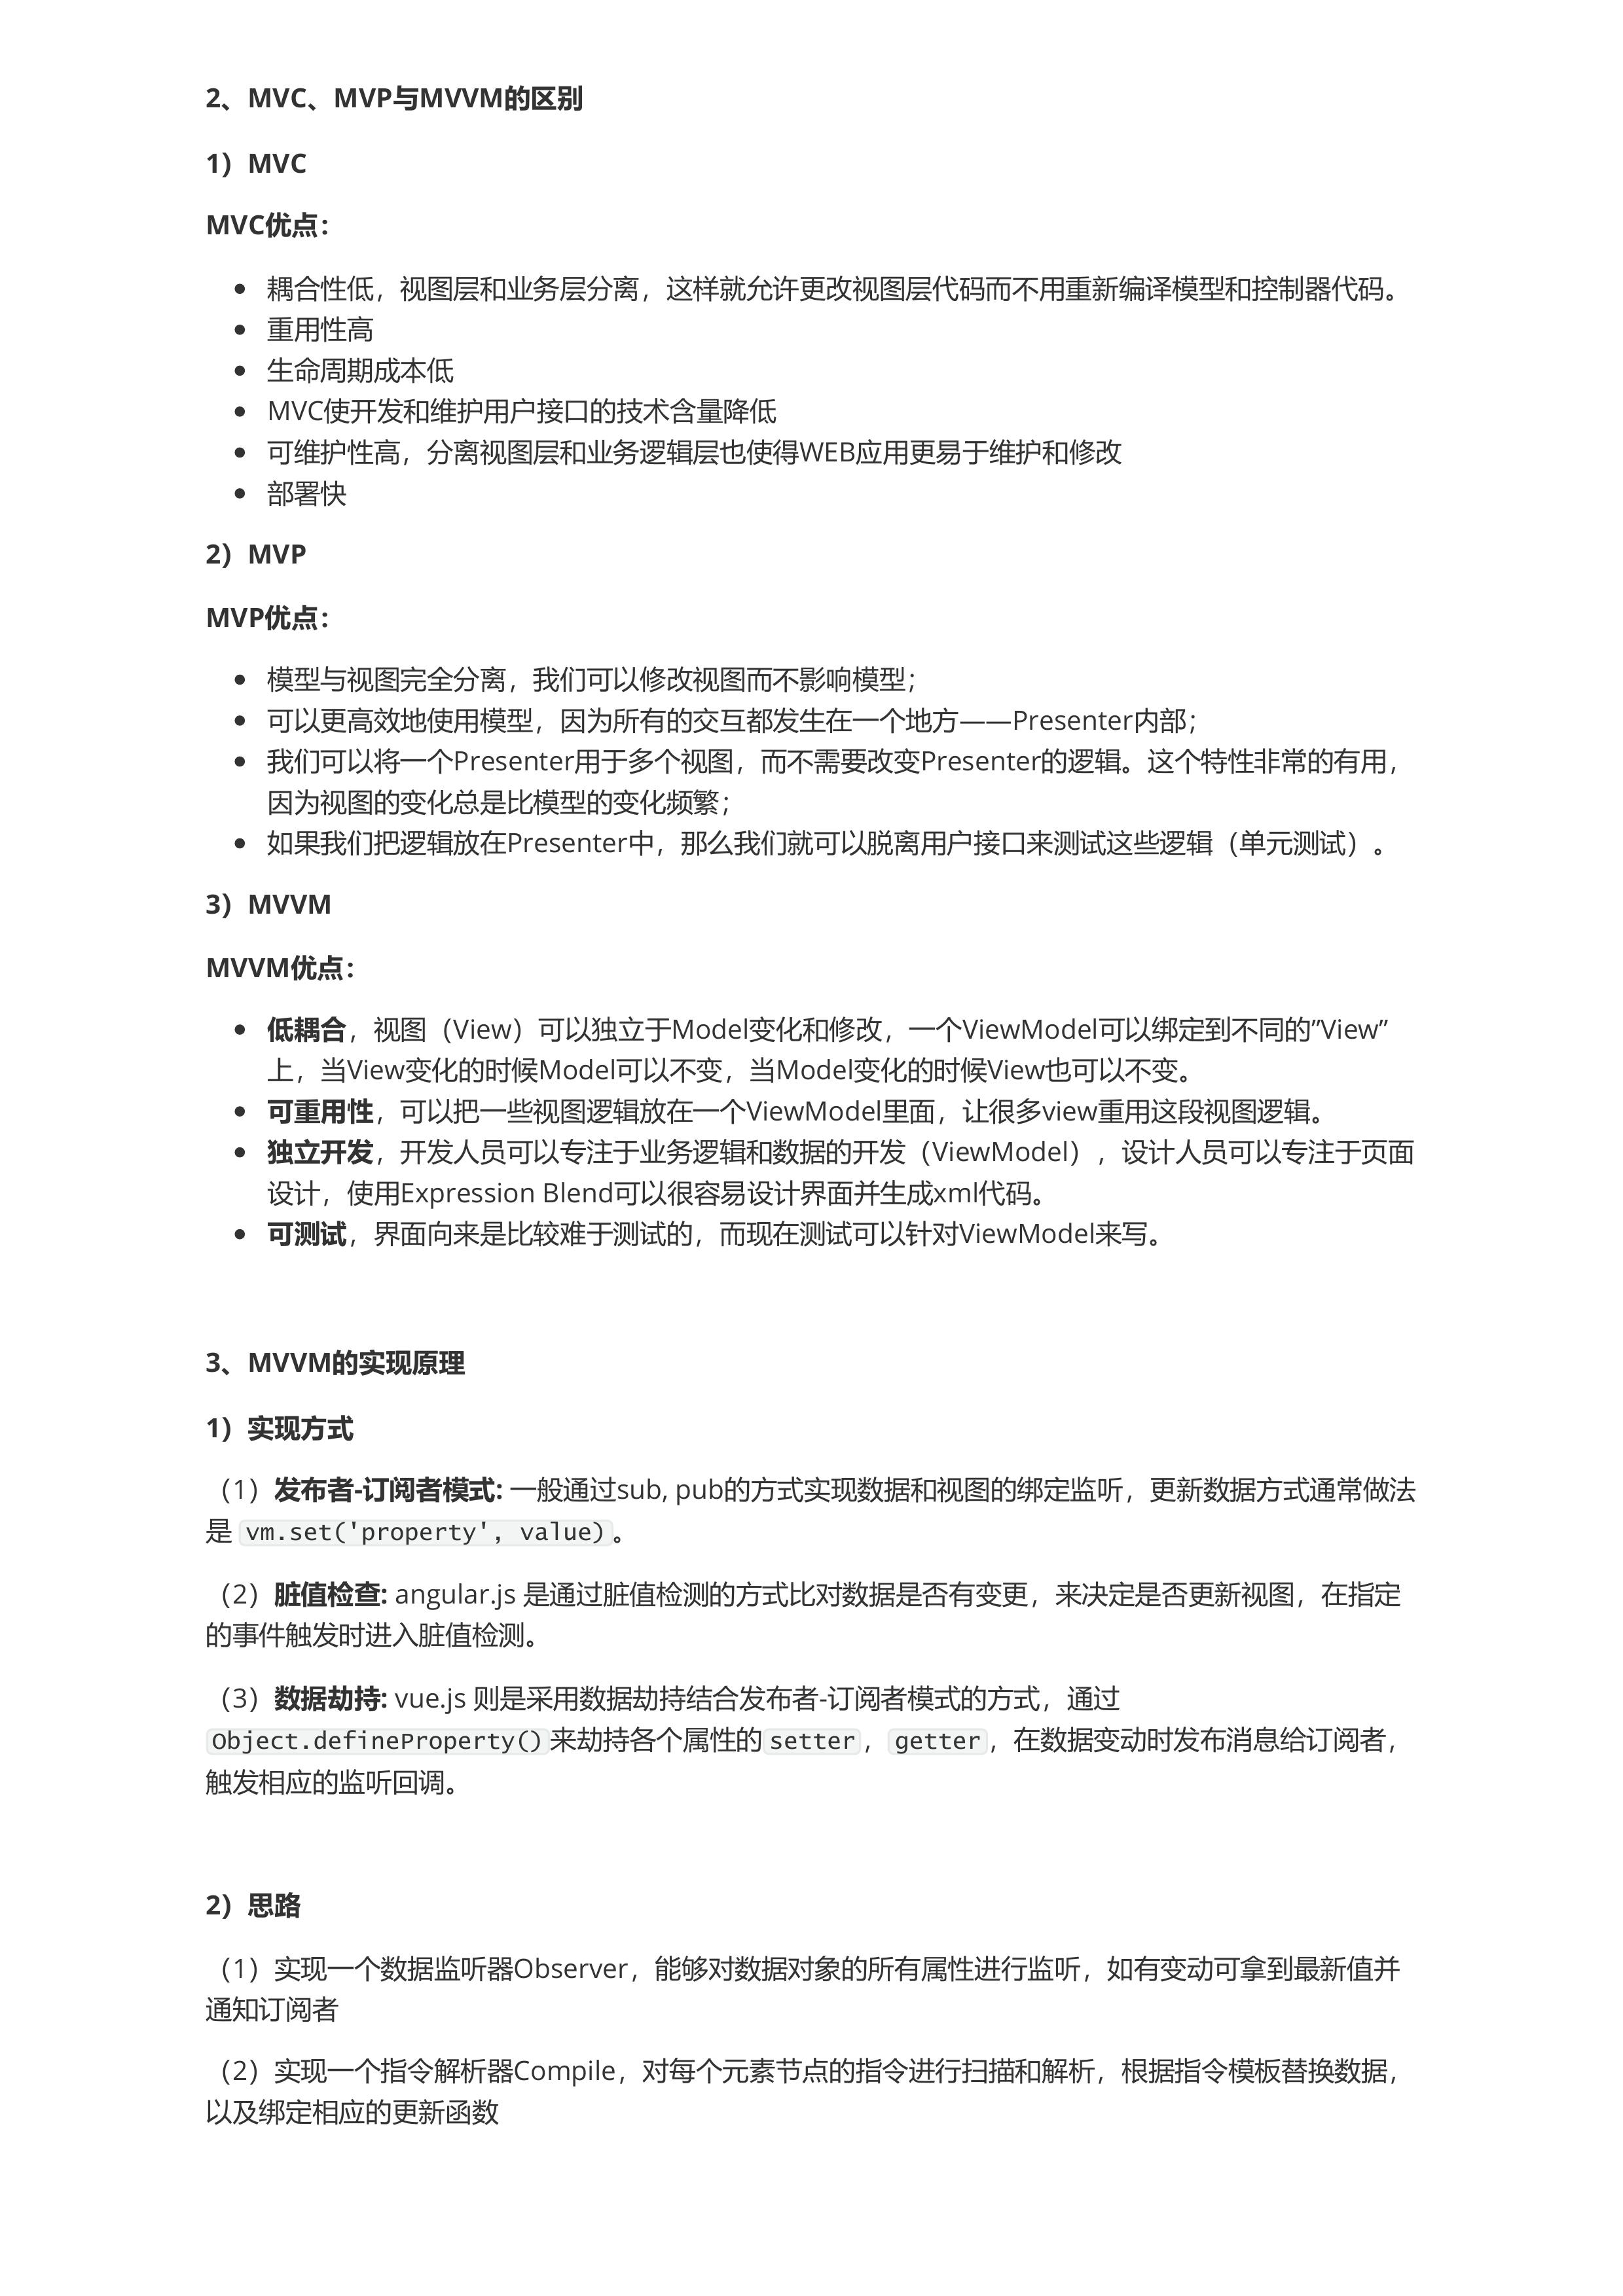 2、MVC、MVP与MVVM的区别
1）MVC
MVC优点：
耦合性低，视图层和业务层分离，这样就允许更改视图层代码而不用重新编译模型和控制器代码。
重用性高
生命周期成本低
MVC使开发和维护用户接口的技术含量降低
可维护性高，分离视图层和业务逻辑层也使得WEB应用更易于维护和修改
部署快
2）MVP
MVP优点：
模型与视图完全分离，我们可以修改视图而不影响模型；
可以更高效地使用模型，因为所有的交互都发生在一个地方——Presenter内部；
我们可以将一个Presenter用于多个视图，而不需要改变Presenter的逻辑。这个特性非常的有用，
因为视图的变化总是比模型的变化频繁；
如果我们把逻辑放在Presenter中，那么我们就可以脱离用户接口来测试这些逻辑（单元测试）。
3）MVVM
MVVM优点：
低耦合，视图（View）可以独立于Model变化和修改，一个ViewModel可以绑定到不同的”View”
上，当View变化的时候Model可以不变，当Model变化的时候View也可以不变。
可重用性，可以把一些视图逻辑放在一个ViewModel里面，让很多view重用这段视图逻辑。
独立开发，开发人员可以专注于业务逻辑和数据的开发（ViewModel），设计人员可以专注于页面
设计，使用Expression Blend可以很容易设计界面并生成xml代码。
可测试，界面向来是比较难于测试的，而现在测试可以针对ViewModel来写。
3、MVVM的实现原理
1）实现方式
（1）发布者-订阅者模式: 一般通过sub, pub的方式实现数据和视图的绑定监听，更新数据方式通常做法
是 vm.set('property', value)。
（2）脏值检查: angular.js 是通过脏值检测的方式比对数据是否有变更，来决定是否更新视图，在指定
的事件触发时进入脏值检测。
（3）数据劫持: vue.js 则是采用数据劫持结合发布者-订阅者模式的方式，通过
Object.defineProperty()来劫持各个属性的setter，getter，在数据变动时发布消息给订阅者，
触发相应的监听回调。
2）思路
（1）实现一个数据监听器Observer，能够对数据对象的所有属性进行监听，如有变动可拿到最新值并
通知订阅者
（2）实现一个指令解析器Compile，对每个元素节点的指令进行扫描和解析，根据指令模板替换数据，
以及绑定相应的更新函数